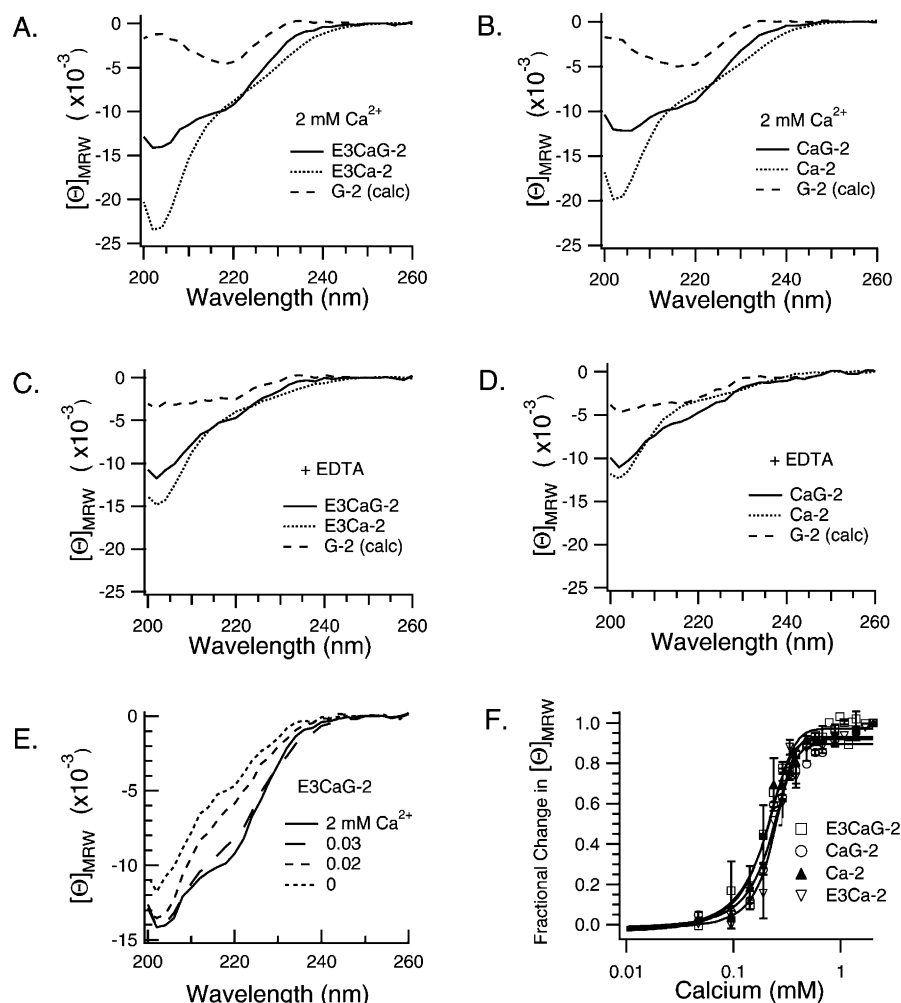 A.
[Θ]MRW (x10-3)
0
-5
-10
-15
-20
-25
2 mM Ca2+
E3CaG-2
E3Ca-2
G-2 (calc)
200 220 240 260
Wavelength (nm)
B.
[Θ]MRW (x10-3)
0
-5
-10
-15
-20
-25
2 mM Ca2+
CaG-2
Ca-2
G-2 (calc)
200 220 240 260
Wavelength (nm)
C.
[Θ]MRW (x10-3)
0
-5
-10
-15
-20
-25
+ EDTA
E3CaG-2
E3Ca-2
G-2 (calc)
200 220 240 260
Wavelength (nm)
D.
[Θ]MRW (x10-3)
0
-5
-10
-15
-20
-25
+ EDTA
CaG-2
Ca-2
G-2 (calc)
200 220 240 260
Wavelength (nm)
E.
[Θ]MRW (x10-3)
0
-5
-10
-15
E3CaG-2
2 mM Ca2+
0.03
0.02
0
200 220 240 260
Wavelength (nm)
F.
Fractional Change in [Θ]MRW
1.0
0.8
0.6
0.4
0.2
0.0
E3CaG-2
CaG-2
Ca-2
E3Ca-2
0.01 0.1 1
Calcium (mM)